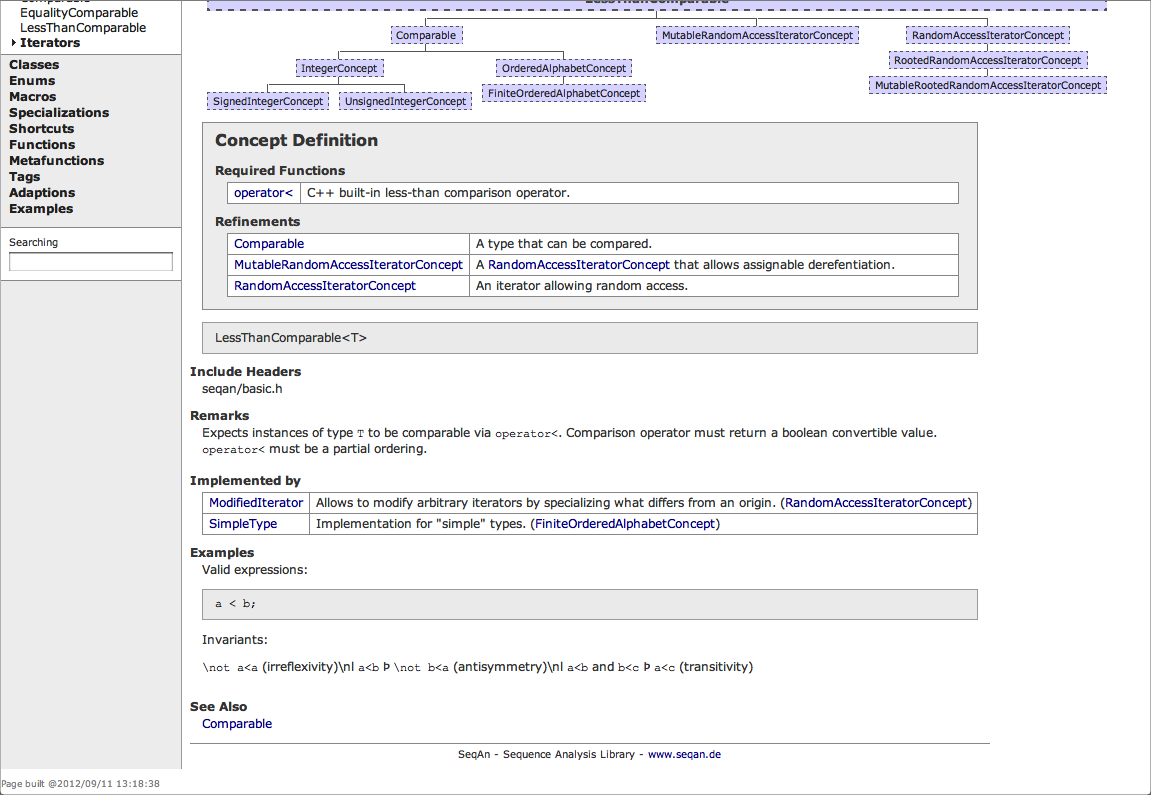 EqualityComparable
LessThanComparable
Iterators
Classes
Enums
Macros
Specializations
Shortcuts
Functions
Metafunctions
Tags
Adaptions
Examples
Searching
Comparable
MutableRandomAccessIteratorConcept
RandomAccessIteratorConcept
IntegerConcept
OrderedAlphabetConcept
RootedRandomAccessIteratorConcept
SignedIntegerConcept
UnsignedIntegerConcept
FiniteOrderedAlphabetConcept
MutableRootedRandomAccessIteratorConcept
Concept Definition
Required Functions
operator< C++ built-in less-than comparison operator.
Refinements
Comparable A type that can be compared.
MutableRandomAccessIteratorConcept A RandomAccessIteratorConcept that allows assignable derefentiation.
RandomAccessIteratorConcept An iterator allowing random access.
LessThanComparable<T>
Include Headers
seqan/basic.h
Remarks
Expects instances of type T to be comparable via operator<. Comparison operator must return a boolean convertible value.
operator< must be a partial ordering.
Implemented by
ModifiedIterator Allows to modify arbitrary iterators by specializing what differs from an origin. (RandomAccessIteratorConcept)
SimpleType Implementation for "simple" types. (FiniteOrderedAlphabetConcept)
Examples
Valid expressions:
a < b;
Invariants:
\not a<a (irreflexivity)\nl a<b Þ \not b<a (antisymmetry)\nl a<b and b<c Þ a<c (transitivity)
See Also
Comparable
SeqAn - Sequence Analysis Library - www.seqan.de
Page built @2012/09/11 13:18:38